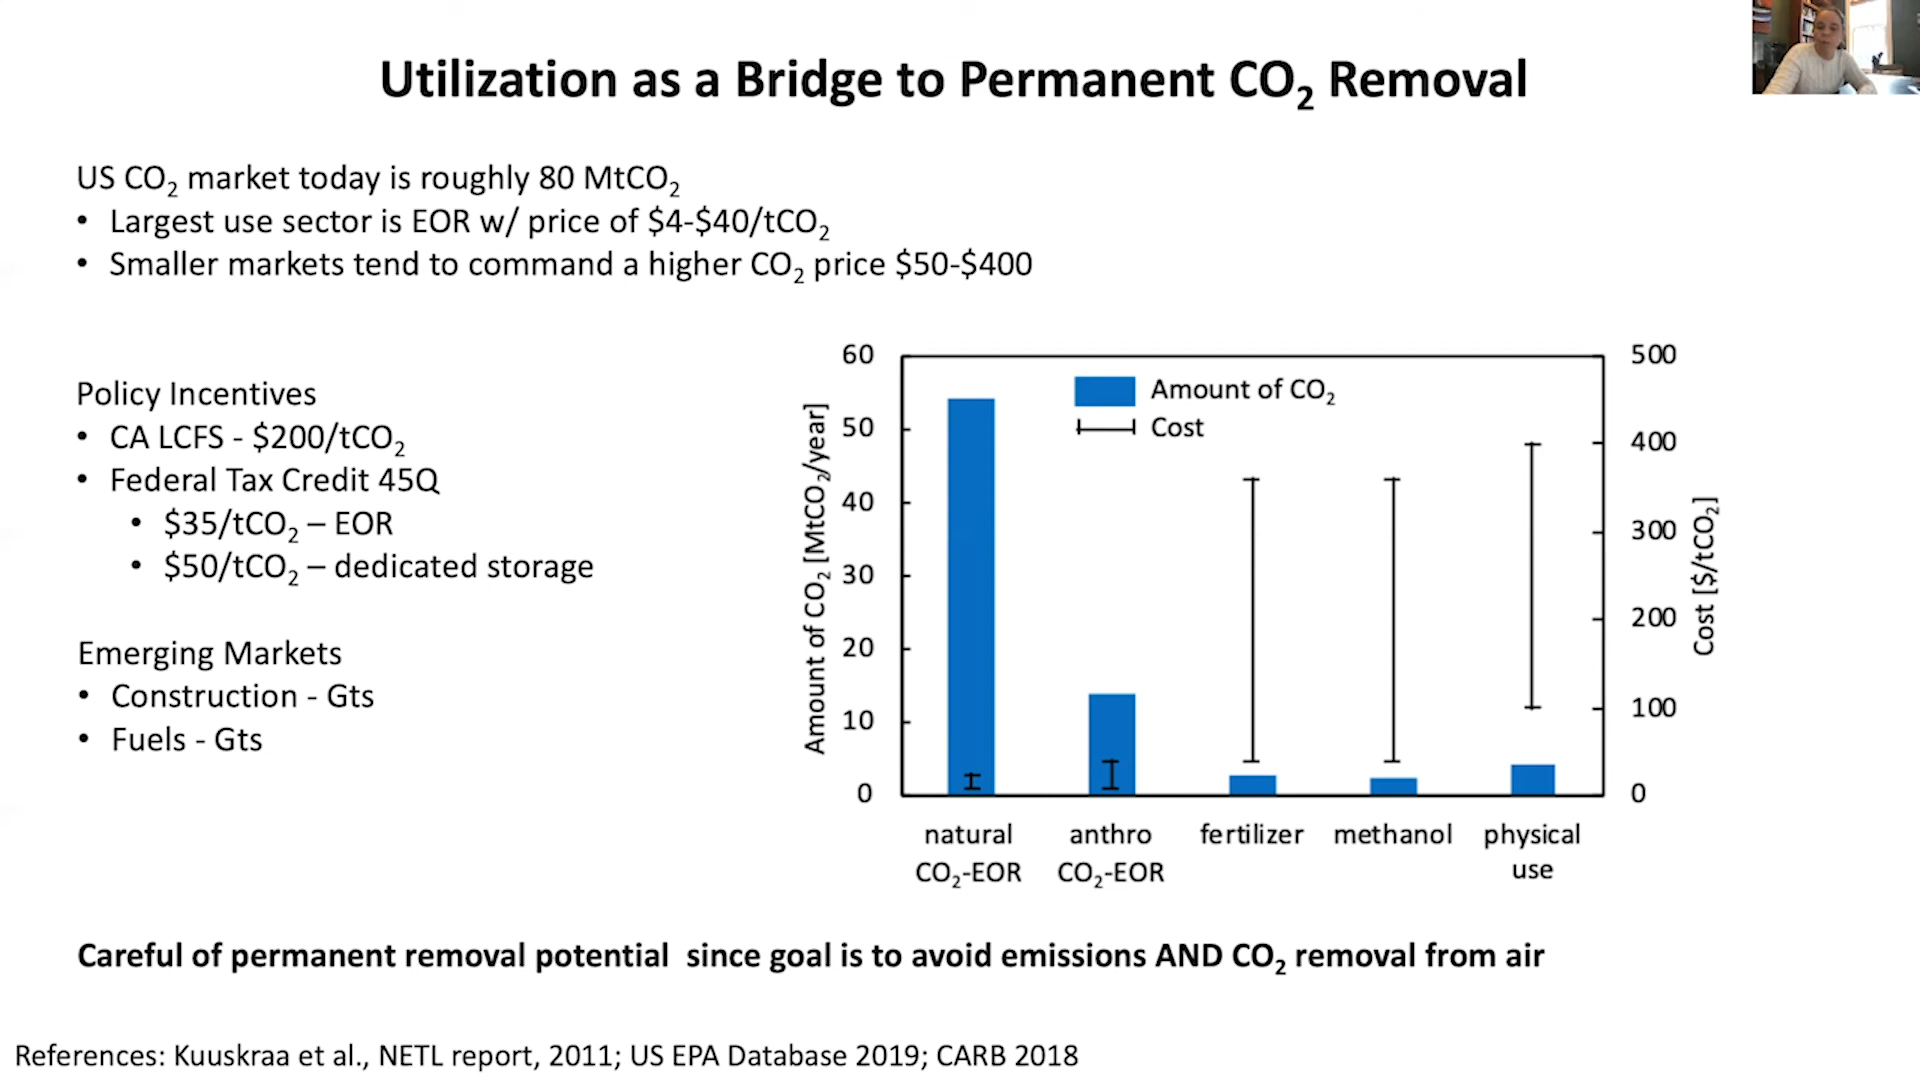 Utilization as a Bridge to Permanent CO₂ Removal
US CO₂ market today is roughly 80 MtCO₂
• Largest use sector is EOR w/ price of $4-$40/tCO₂
• Smaller markets tend to command a higher CO₂ price $50-$400
Policy Incentives
• CA LCFS - $200/tCO₂
• Federal Tax Credit 45Q
• $35/tCO₂ – EOR
• $50/tCO₂ – dedicated storage
Emerging Markets
• Construction - Gts
• Fuels - Gts
Amount of CO₂ [MtCO₂/year]
60
50
40
30
20
10
0
Amount of CO₂
Cost
500
400
300
200
100
0
Cost [$/tCO₂]
natural
CO₂-EOR
anthro
CO₂-EOR
fertilizer
methanol
physical
use
Careful of permanent removal potential  since goal is to avoid emissions AND CO₂ removal from air
References: Kuuskraa et al., NETL report, 2011; US EPA Database 2019; CARB 2018